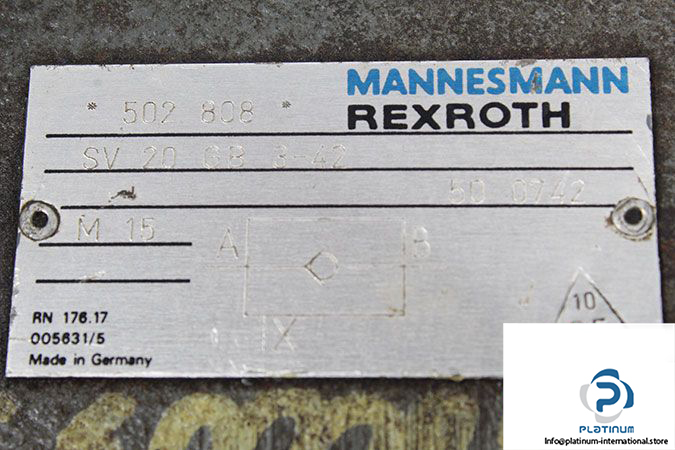 MANNESMANN
REXROTH
* 502 808 *
SV 20 GB 3-42
50 0742
M 15
A B
X
10
RN 176.17
005631/5
Made in Germany
PLATINUM
Info@platinum-international.store